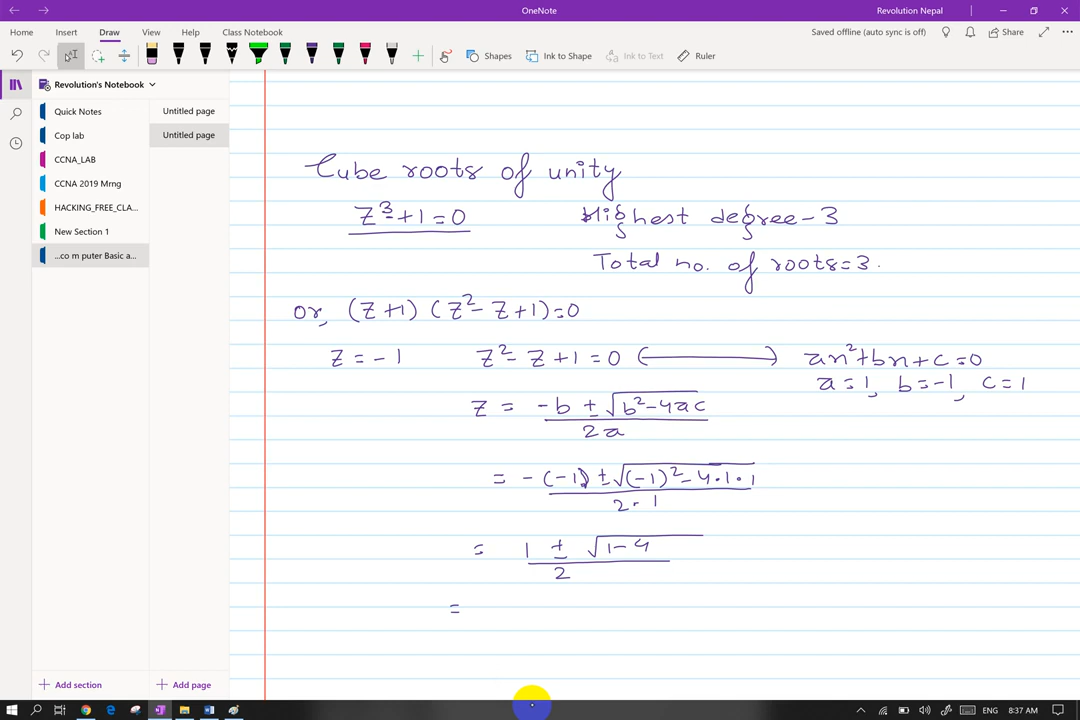 OneNote
Revolution Nepal
Home Insert Draw View Help Class Notebook
Saved offline (auto sync is off)
Share
Shapes Ink to Shape Ink to Text Ruler
Revolution's Notebook
Quick Notes
Cop lab
CCNA_LAB
CCNA 2019 Mrng
HACKING_FREE_CLA...
New Section 1
...co m puter Basic a...
Untitled page
Untitled page
Cube roots of unity
z³+1=0 Highest degree-3
Total no. of roots=3.
or, (z+1) (z²-z+1)=0
z=-1 z²-z+1=0 ⟷ an²+bn+c=0
a=1, b=-1, c=1
z = (-b ± √(b²-4ac))/(2a)
= (-(-1) ± √((-1)²-4·1·1))/(2·1)
= (1 ± √(1-4))/2
=
Add section
Add page
ENG 8:37 AM